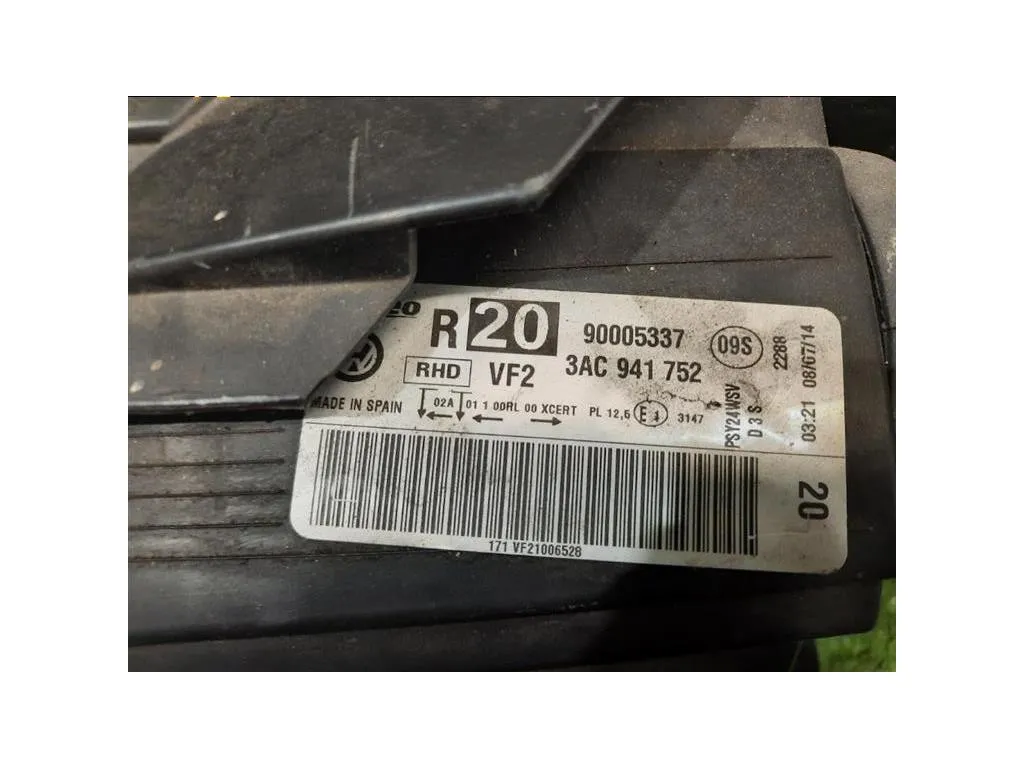 R 20 90005337 09S 2288
RHD VF2 3AC 941 752
MADE IN SPAIN 02A 01 1 00RL 00 XCERT PL 12,5 3147
PSY24WSV
D3S
03:21 08/07/14
20
171 VF21006528